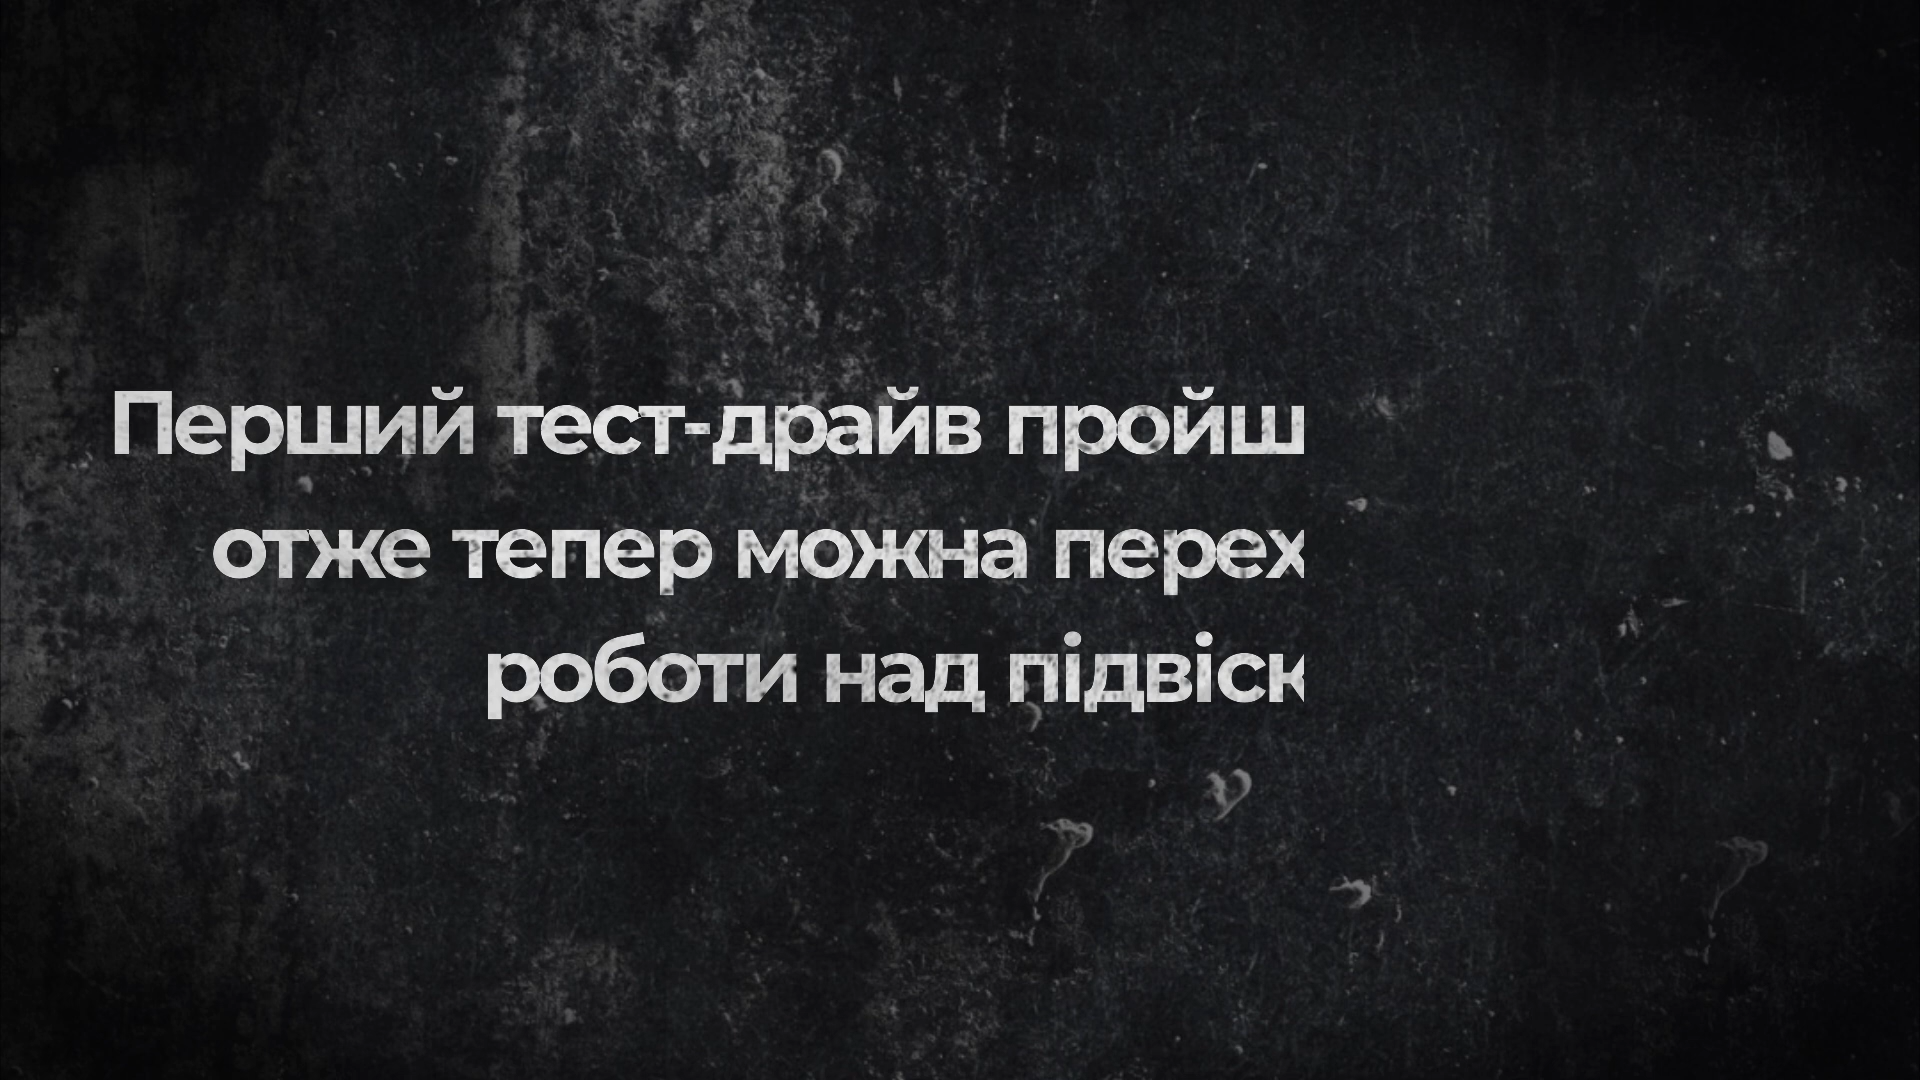 Перший тест-драйв пройш
отже тепер можна перех
роботи над підвіск